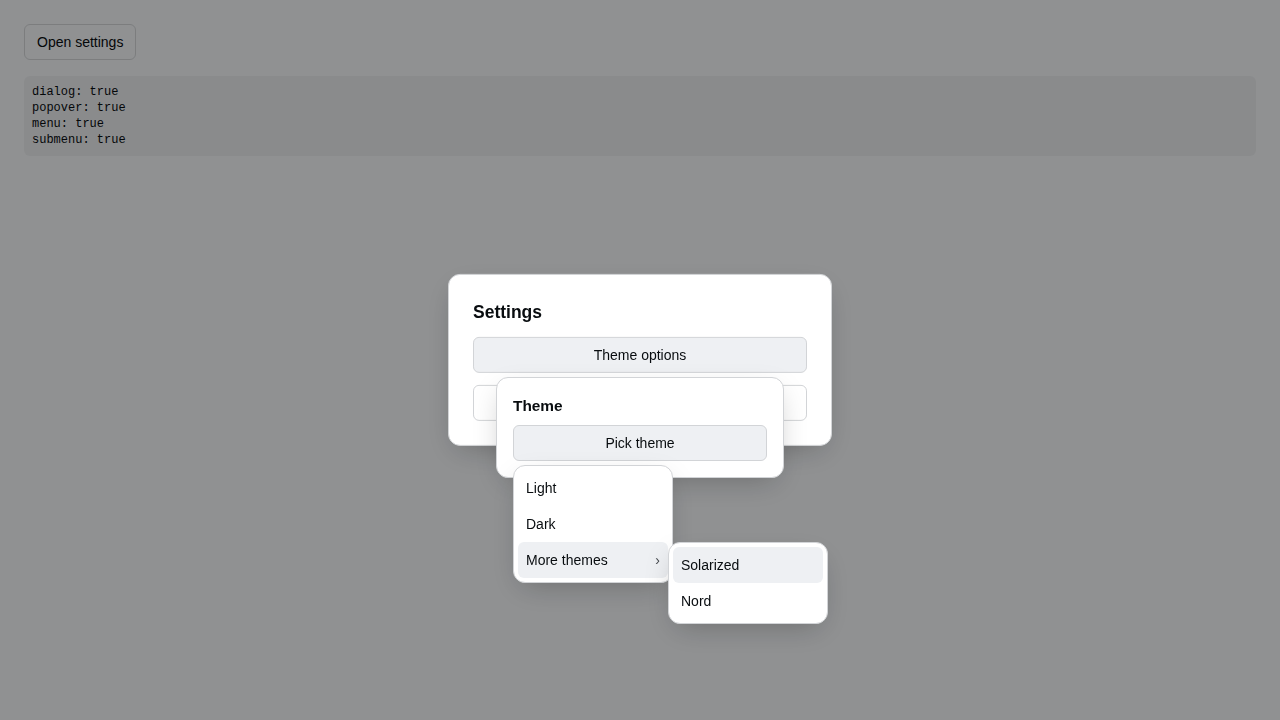 Open settings
dialog: true
popover: true
menu: true
submenu: true
Settings
Theme options
Theme
Pick theme
Light
Dark
More themes ›
Solarized
Nord